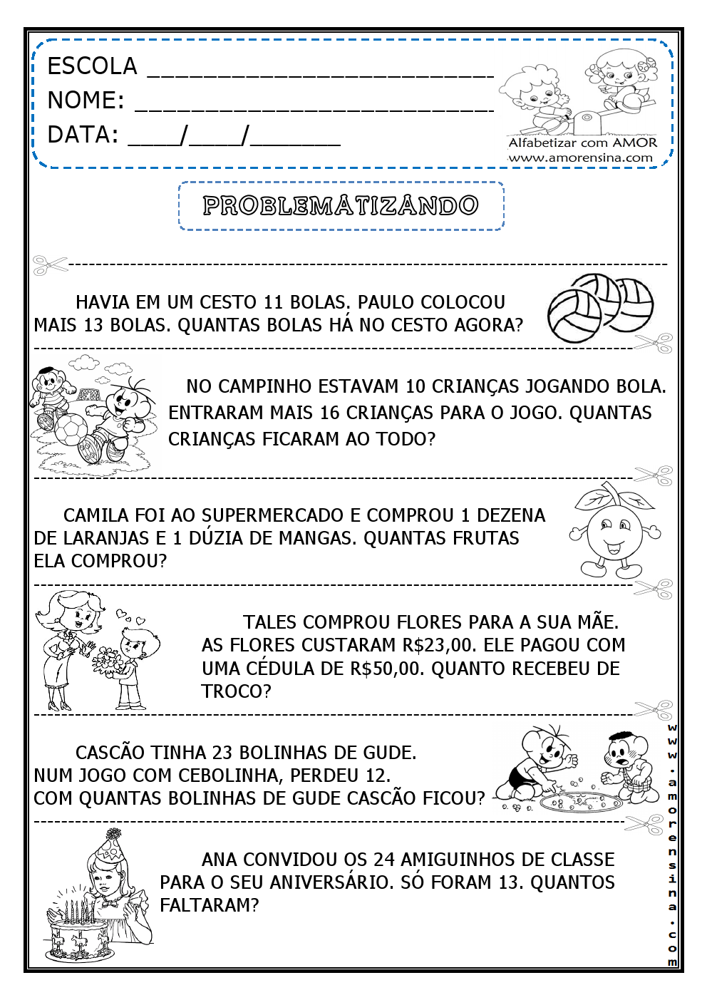 ESCOLA __________________________
NOME: ___________________________
DATA: ____/____/_______
Alfabetizar com AMOR
www.amorensina.com
PROBLEMATIZANDO
HAVIA EM UM CESTO 11 BOLAS. PAULO COLOCOU
MAIS 13 BOLAS. QUANTAS BOLAS HÁ NO CESTO AGORA?
NO CAMPINHO ESTAVAM 10 CRIANÇAS JOGANDO BOLA.
ENTRARAM MAIS 16 CRIANÇAS PARA O JOGO. QUANTAS
CRIANÇAS FICARAM AO TODO?
CAMILA FOI AO SUPERMERCADO E COMPROU 1 DEZENA
DE LARANJAS E 1 DÚZIA DE MANGAS. QUANTAS FRUTAS
ELA COMPROU?
TALES COMPROU FLORES PARA A SUA MÃE.
AS FLORES CUSTARAM R$23,00. ELE PAGOU COM
UMA CÉDULA DE R$50,00. QUANTO RECEBEU DE
TROCO?
CASCÃO TINHA 23 BOLINHAS DE GUDE.
NUM JOGO COM CEBOLINHA, PERDEU 12.
COM QUANTAS BOLINHAS DE GUDE CASCÃO FICOU?
ANA CONVIDOU OS 24 AMIGUINHOS DE CLASSE
PARA O SEU ANIVERSÁRIO. SÓ FORAM 13. QUANTOS
FALTARAM?
www.amorensina.com